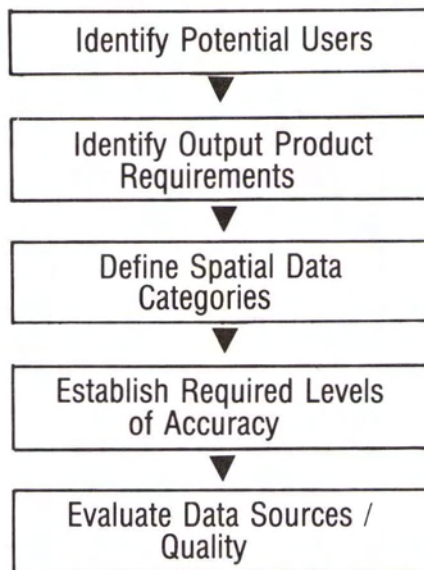 Identify Potential Users
Identify Output Product
Requirements
Define Spatial Data
Categories
Establish Required Levels
of Accuracy
Evaluate Data Sources /
Quality